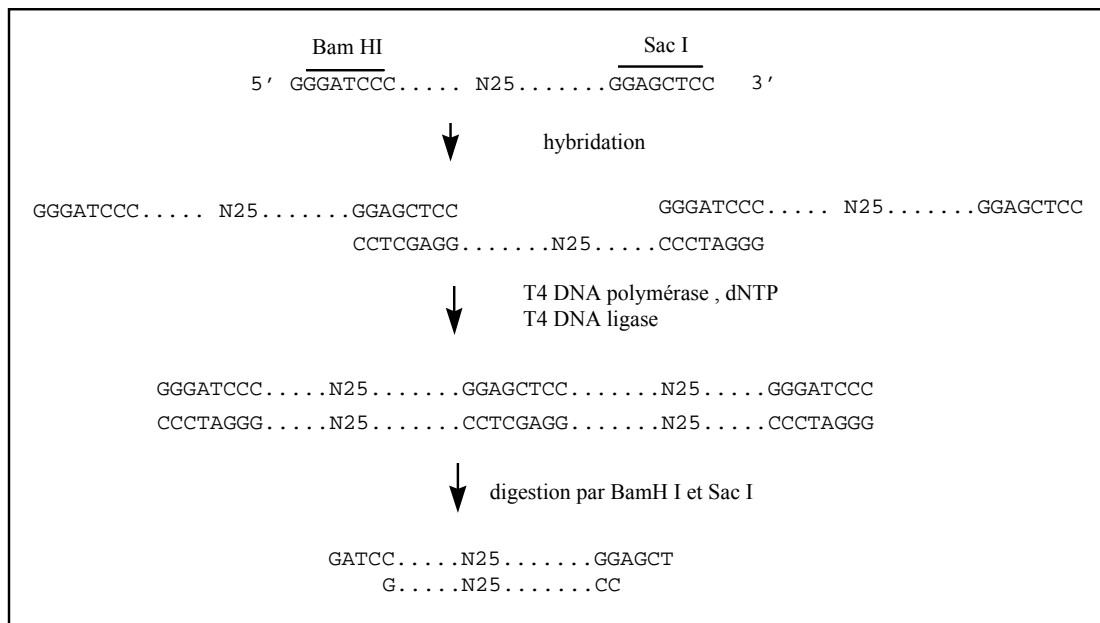 Bam HI Sac I
5' GGGATCCC..... N25.......GGAGCTCC 3'
hybridation
GGGATCCC..... N25.......GGAGCTCC GGGATCCC..... N25.......GGAGCTCC
CCTCGAGG.......N25.....CCCTAGGG
T4 DNA polymérase , dNTP
T4 DNA ligase
GGGATCCC.....N25.......GGAGCTCC.......N25.....GGGATCCC
CCCTAGGG.....N25.......CCTCGAGG.......N25.....CCCTAGGG
digestion par BamH I et Sac I
GATCC.....N25.......GGAGCT
G.....N25.......CC